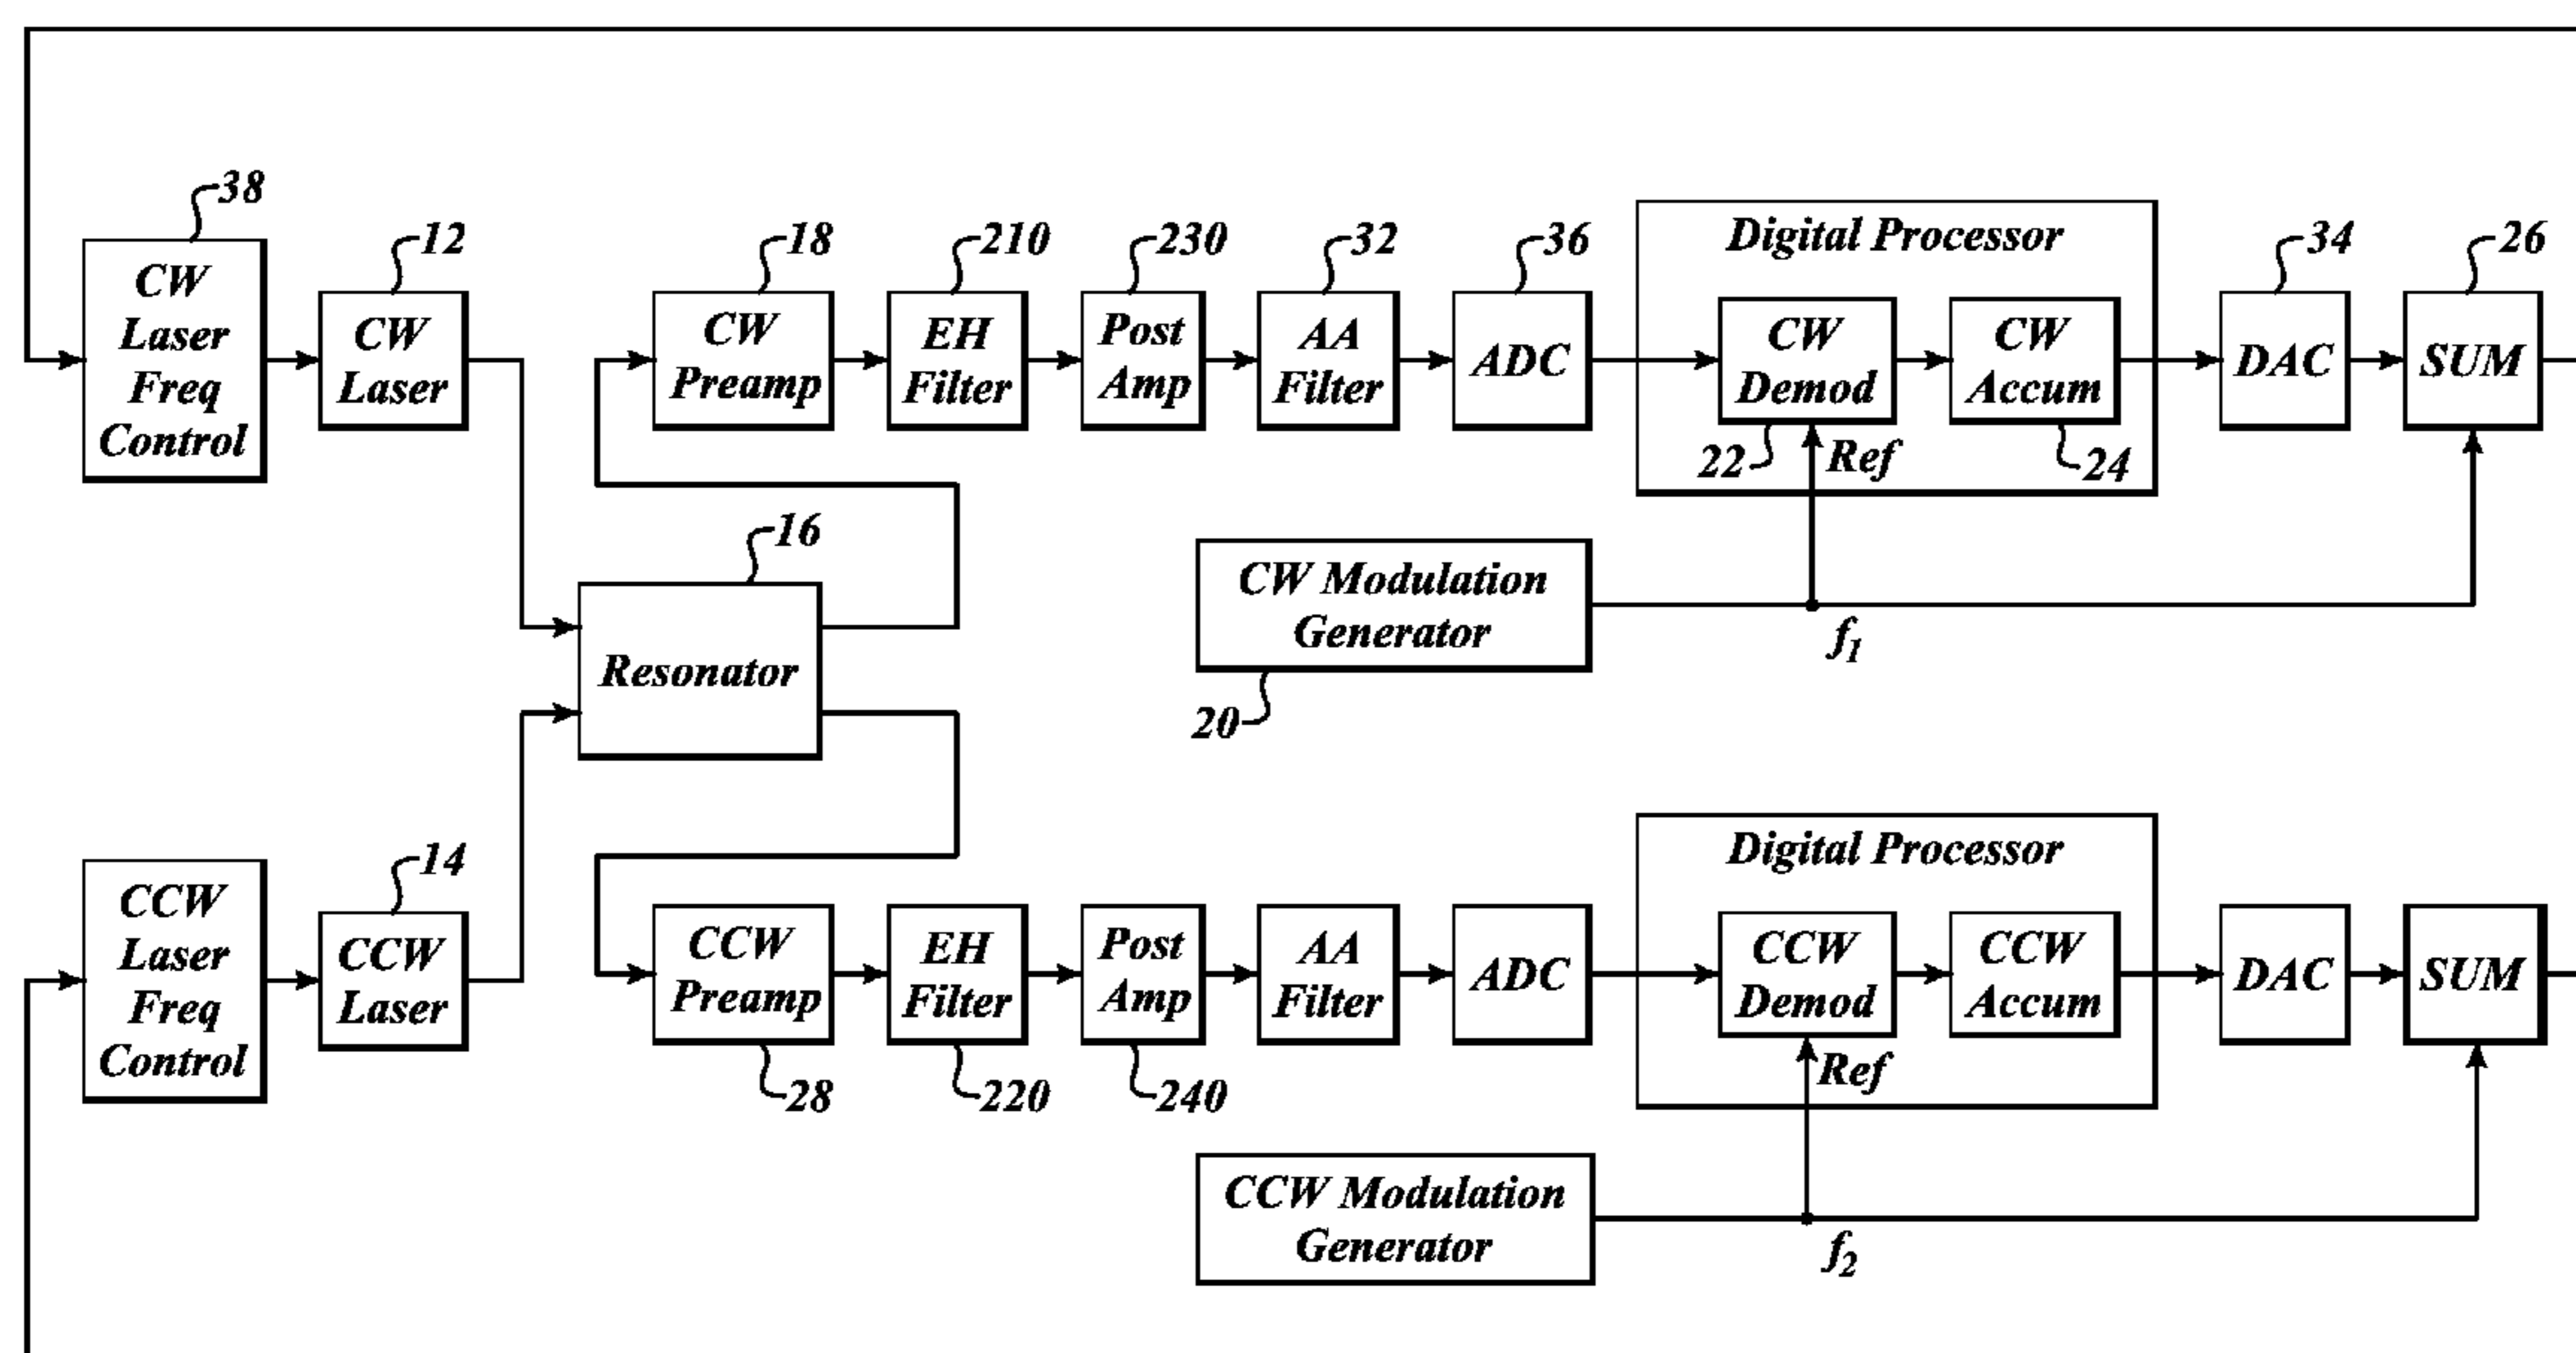 38
CW
Laser
Freq
Control
12
CW
Laser
18
CW
Preamp
210
EH
Filter
230
Post
Amp
32
AA
Filter
36
ADC
Digital Processor
CW
Demod
CW
Accum
22
Ref
24
34
DAC
26
SUM
16
Resonator
CW Modulation
Generator
20
f1
CCW
Laser
Freq
Control
14
CCW
Laser
CCW
Preamp
28
EH
Filter
220
Post
Amp
240
AA
Filter
ADC
Digital Processor
CCW
Demod
CCW
Accum
Ref
DAC
SUM
CCW Modulation
Generator
f2